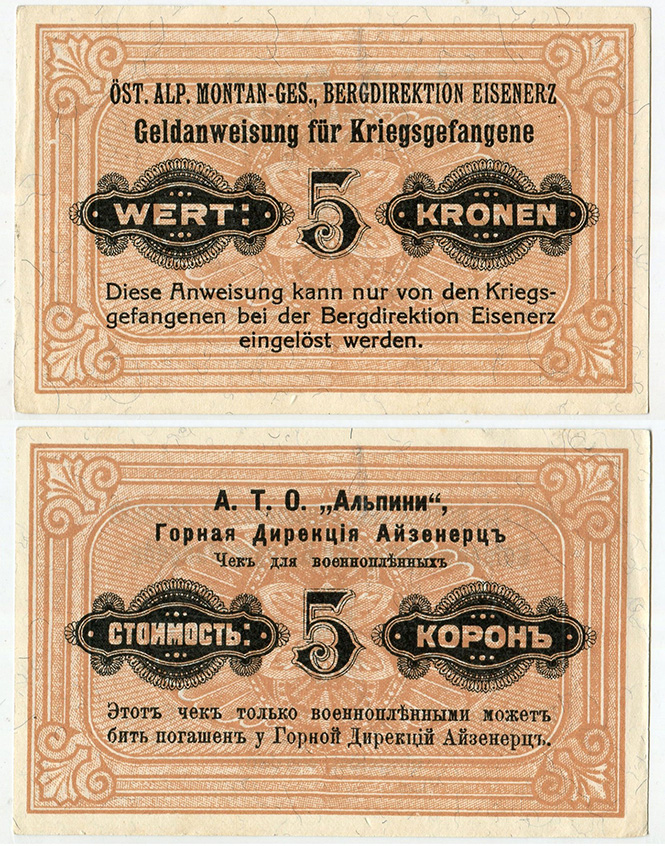 ÖST. ALP. MONTAN-GES., BERGDIREKTION EISENERZ
Geldanweisung für Kriegsgefangene
WERT: 5 KRONEN
Diese Anweisung kann nur von den Kriegs-
gefangenen bei der Bergdirektion Eisenerz
eingelöst werden.
А. Т. О. „Альпини“,
Горная Дирекція Айзенерцъ
Чекъ для военноплѣнныхъ
СТОИМОСТЬ: 5 КОРОНЪ
Этотъ чекъ только военноплѣнными можетъ
бить погашенъ у Горной Дирекцій Айзенерцъ.